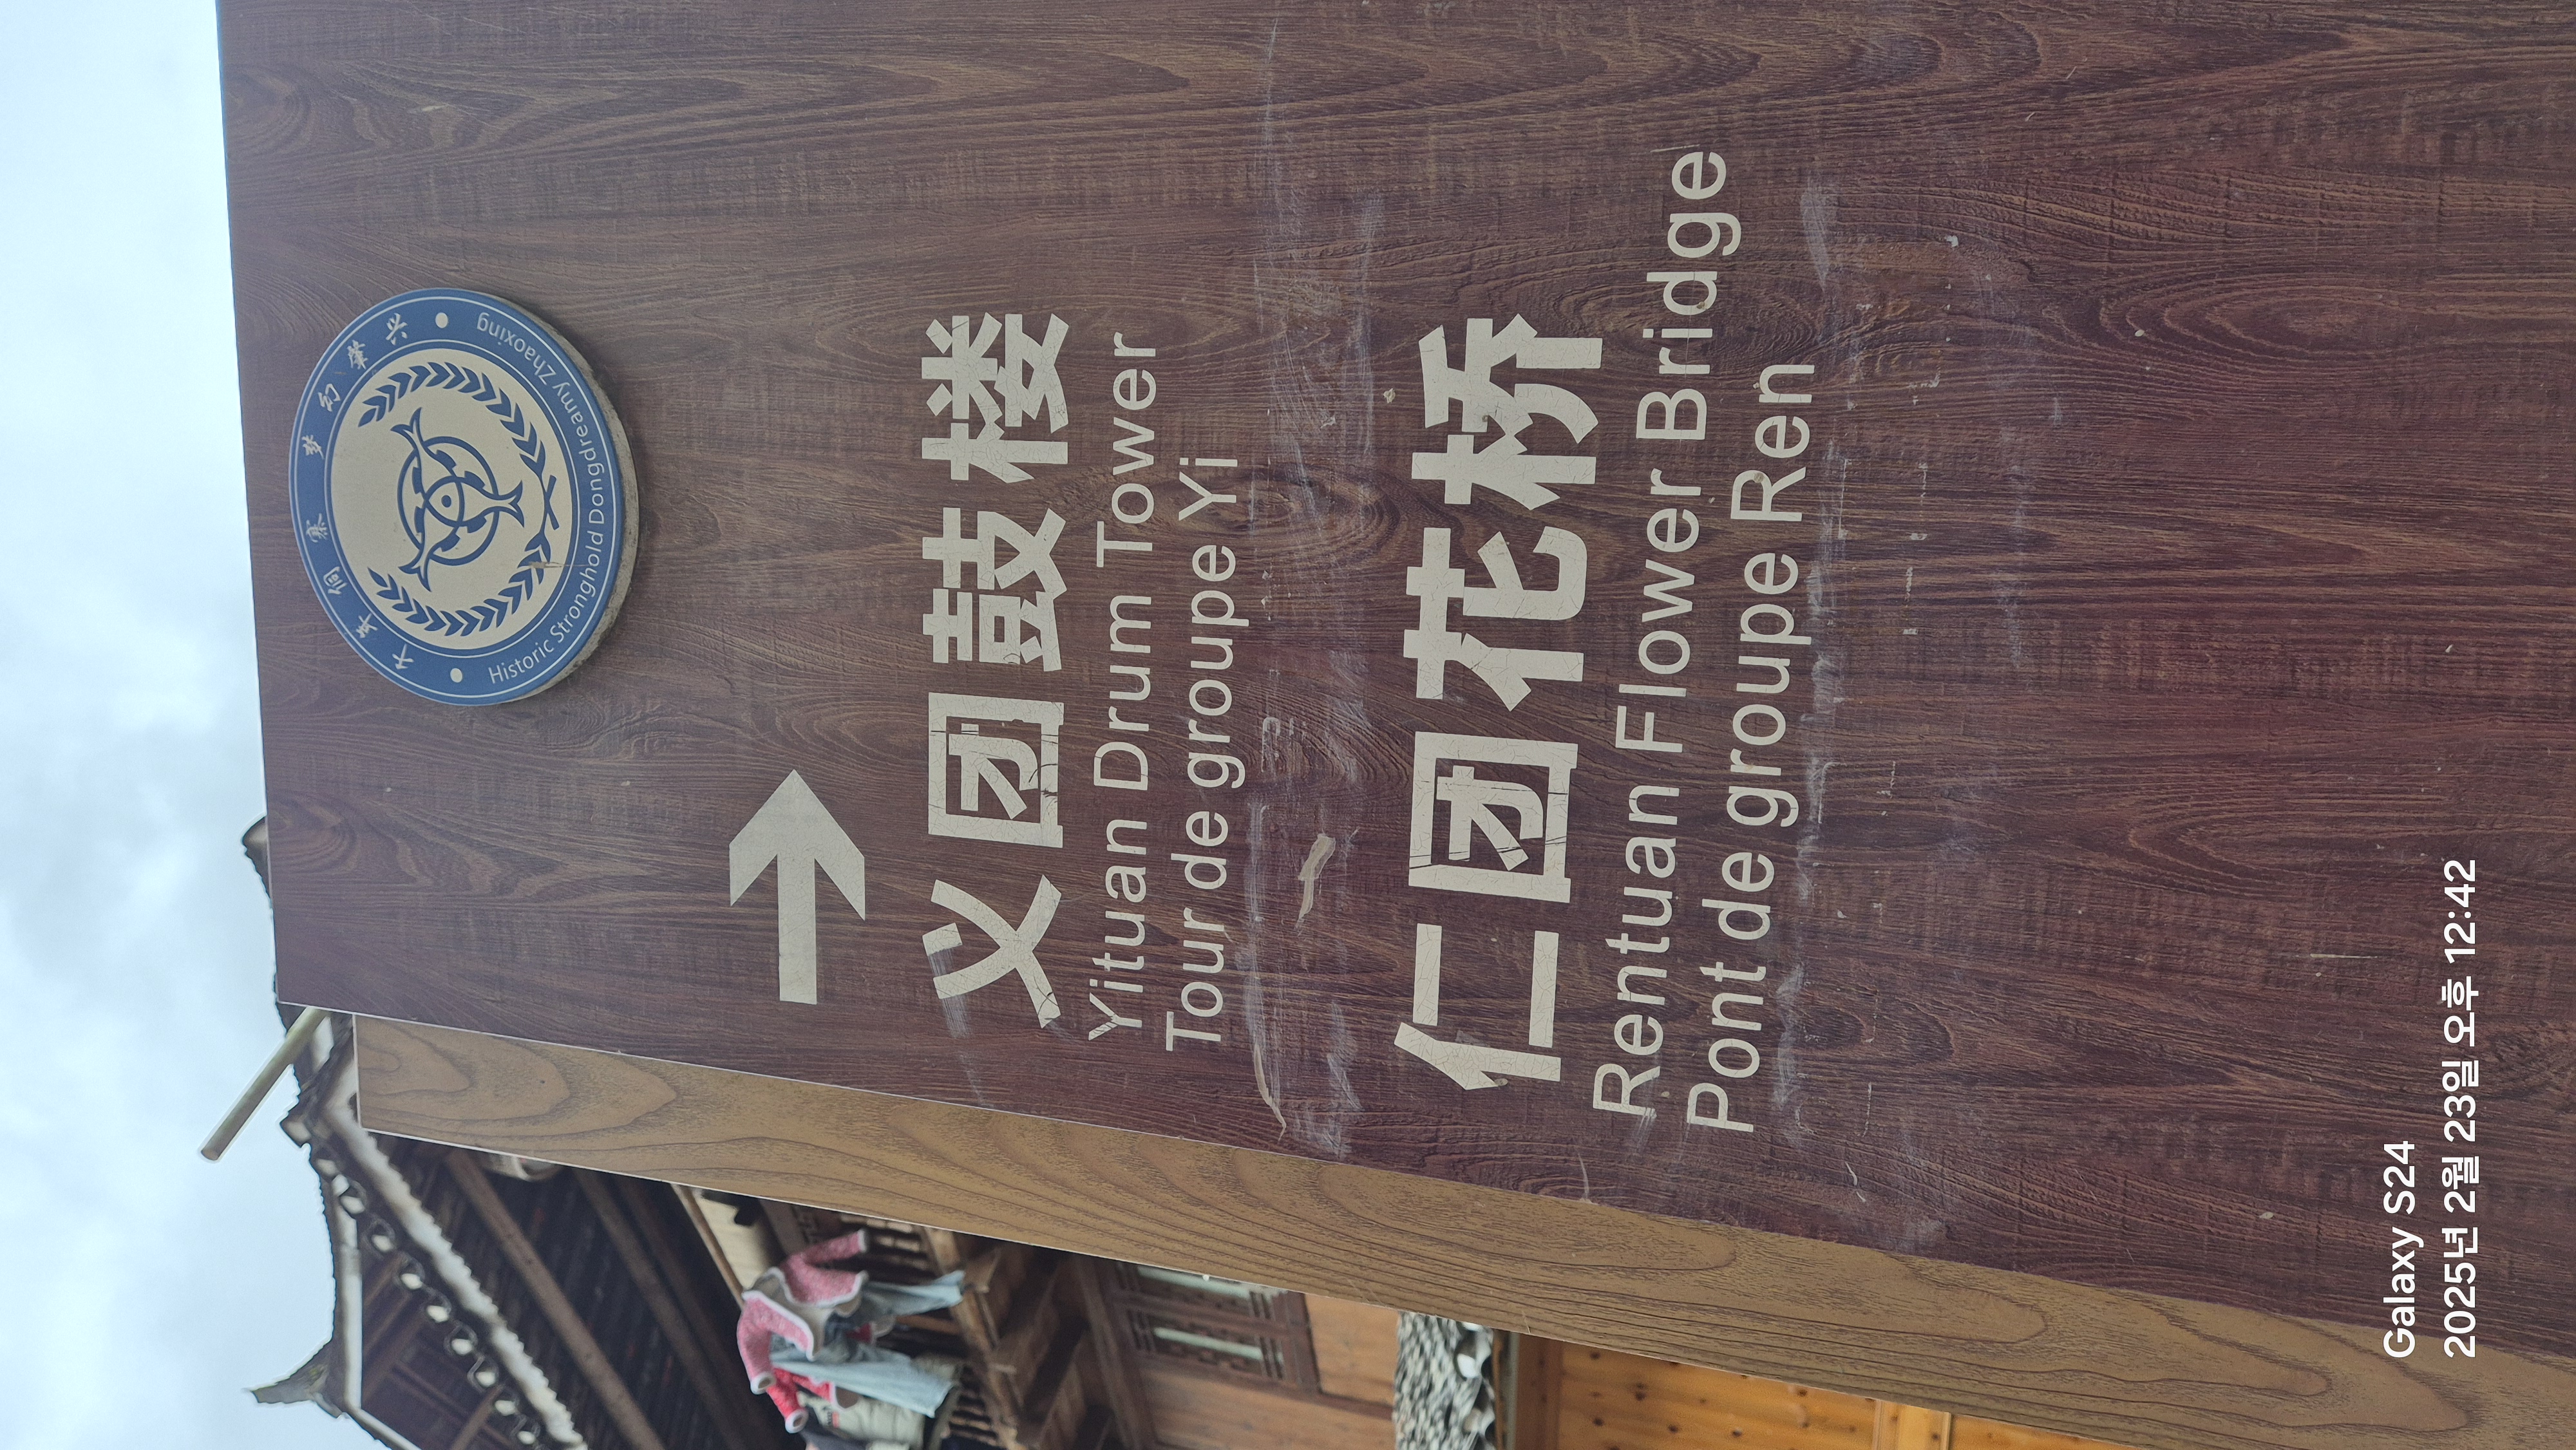 千年侗寨梦幻肇兴
Historic Stronghold Dongdreamy Zhaoxing
义团鼓楼
Yituan Drum Tower
Tour de groupe Yi
仁团花桥
Rentuan Flower Bridge
Pont de groupe Ren
Galaxy S24
2025년 2월 23일 오후 12:42